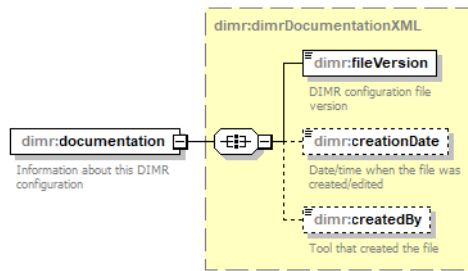 dimr:dimrDocumentationXML
dimr:fileVersion
DIMR configuration file
version
dimr:documentation
Information about this DIMR
configuration
dimr:creationDate
Date/time when the file was
created/edited
dimr:createdBy
Tool that created the file